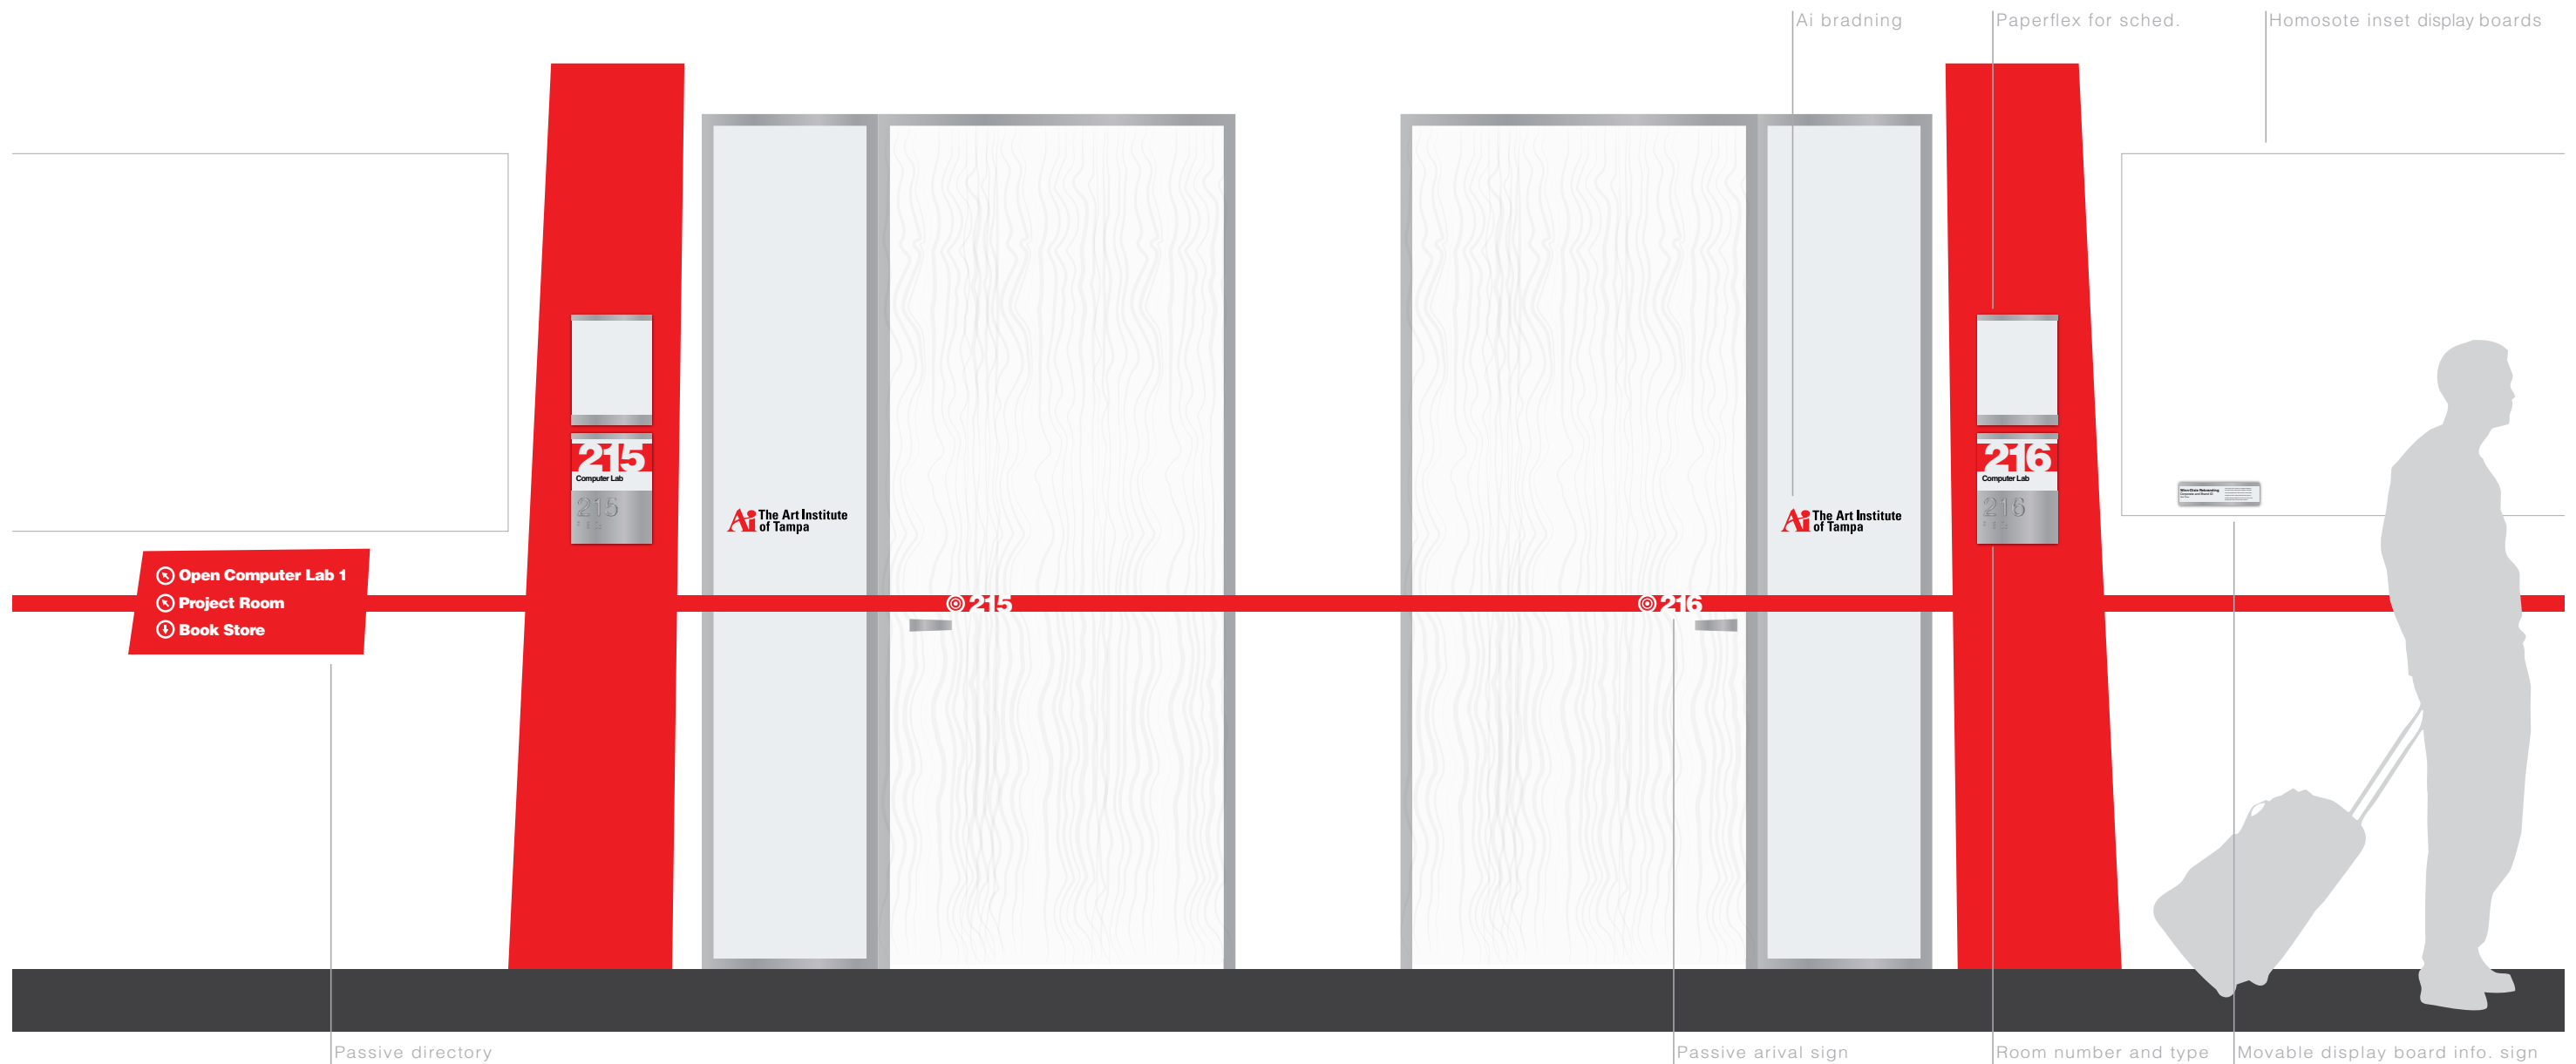 Ai bradning
Paperflex for sched.
Homosote inset display boards
215
Computer Lab
215
Ai The Art Institute
of Tampa
Ai The Art Institute
of Tampa
216
Computer Lab
216
Open Computer Lab 1
Project Room
Book Store
215
216
Passive directory
Passive arival sign
Room number and type
Movable display board info. sign